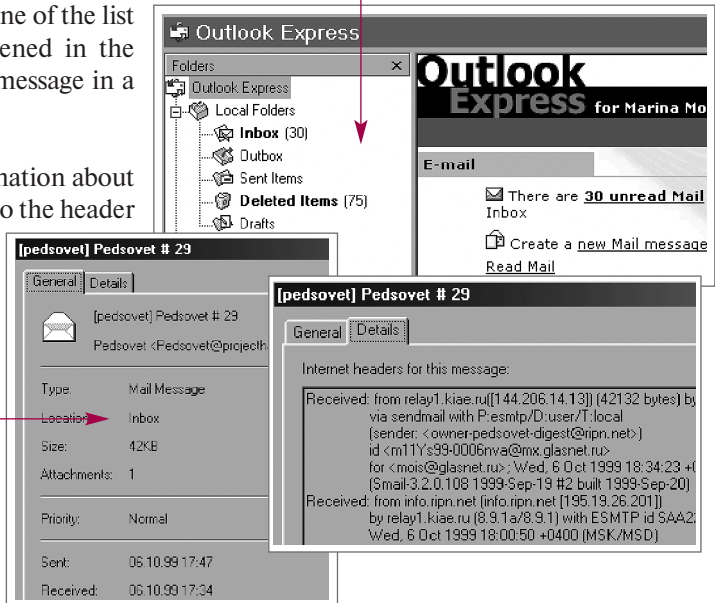 ne of the list
ened in the
message in a
nation about
o the header
Outlook Express
Folders ×
Outlook Express
Local Folders
Inbox (30)
Outbox
Sent Items
Deleted Items (75)
Drafts
Outlook
Express for Marina Mo
E-mail
There are 30 unread Mail
Inbox
Create a new Mail message
Read Mail
[pedsovet] Pedsovet # 29
General Details
[pedsovet] Pedsovet # 29
Pedsovet <Pedsovet@projecth
Type: Mail Message
Location: Inbox
Size: 42KB
Attachments: 1
Priority: Normal
Sent: 06.10.99 17:47
Received: 06.10.99 17:34
[pedsovet] Pedsovet # 29
General Details
Internet headers for this message:
Received: from relay1.kiae.ru([144.206.14.13]) (42132 bytes) by
via sendmail with P:esmtp/D:user/T:local
(sender: <owner-pedsovet-digest@ripn.net>)
id <m11Ys99-0006nva@mx.glasnet.ru>
for <mois@glasnet.ru>; Wed, 6 Oct 1999 18:34:23 +0
(Smail-3.2.0.108 1999-Sep-19 #2 built 1999-Sep-20)
Received: from info.ripn.net (info.ripn.net [195.19.26.201])
by relay1.kiae.ru (8.9.1a/8.9.1) with ESMTP id SAA2
Wed, 6 Oct 1999 18:00:50 +0400 (MSK/MSD)